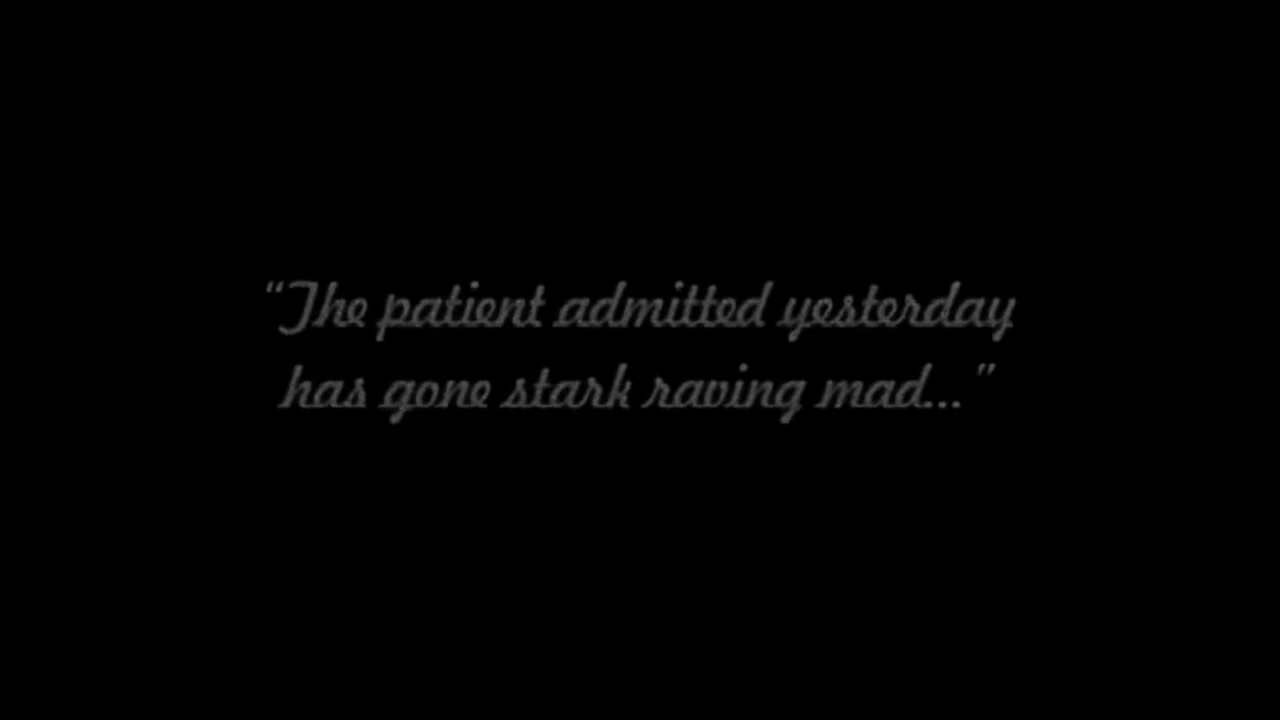 “The patient admitted yesterday
has gone stark raving mad...”